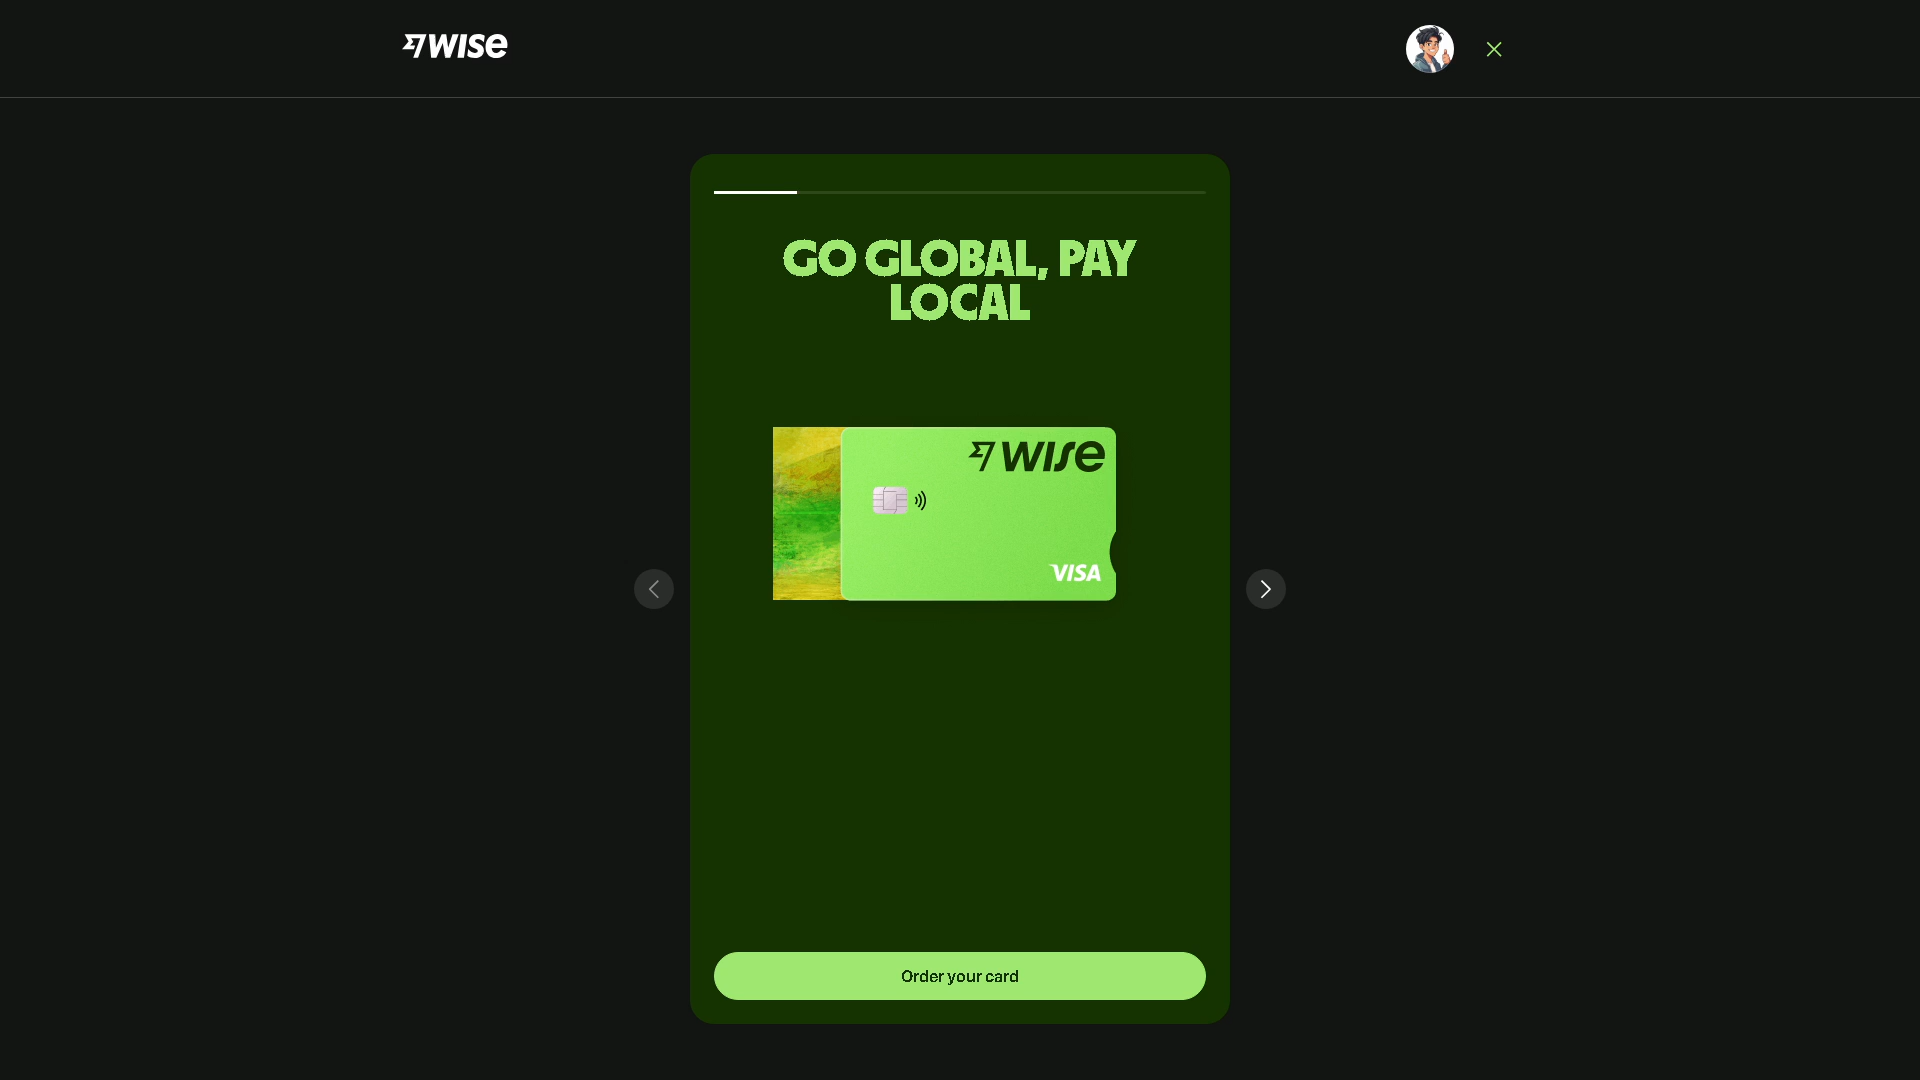 WISE
GO GLOBAL, PAY
LOCAL
WISE
VISA
Order your card